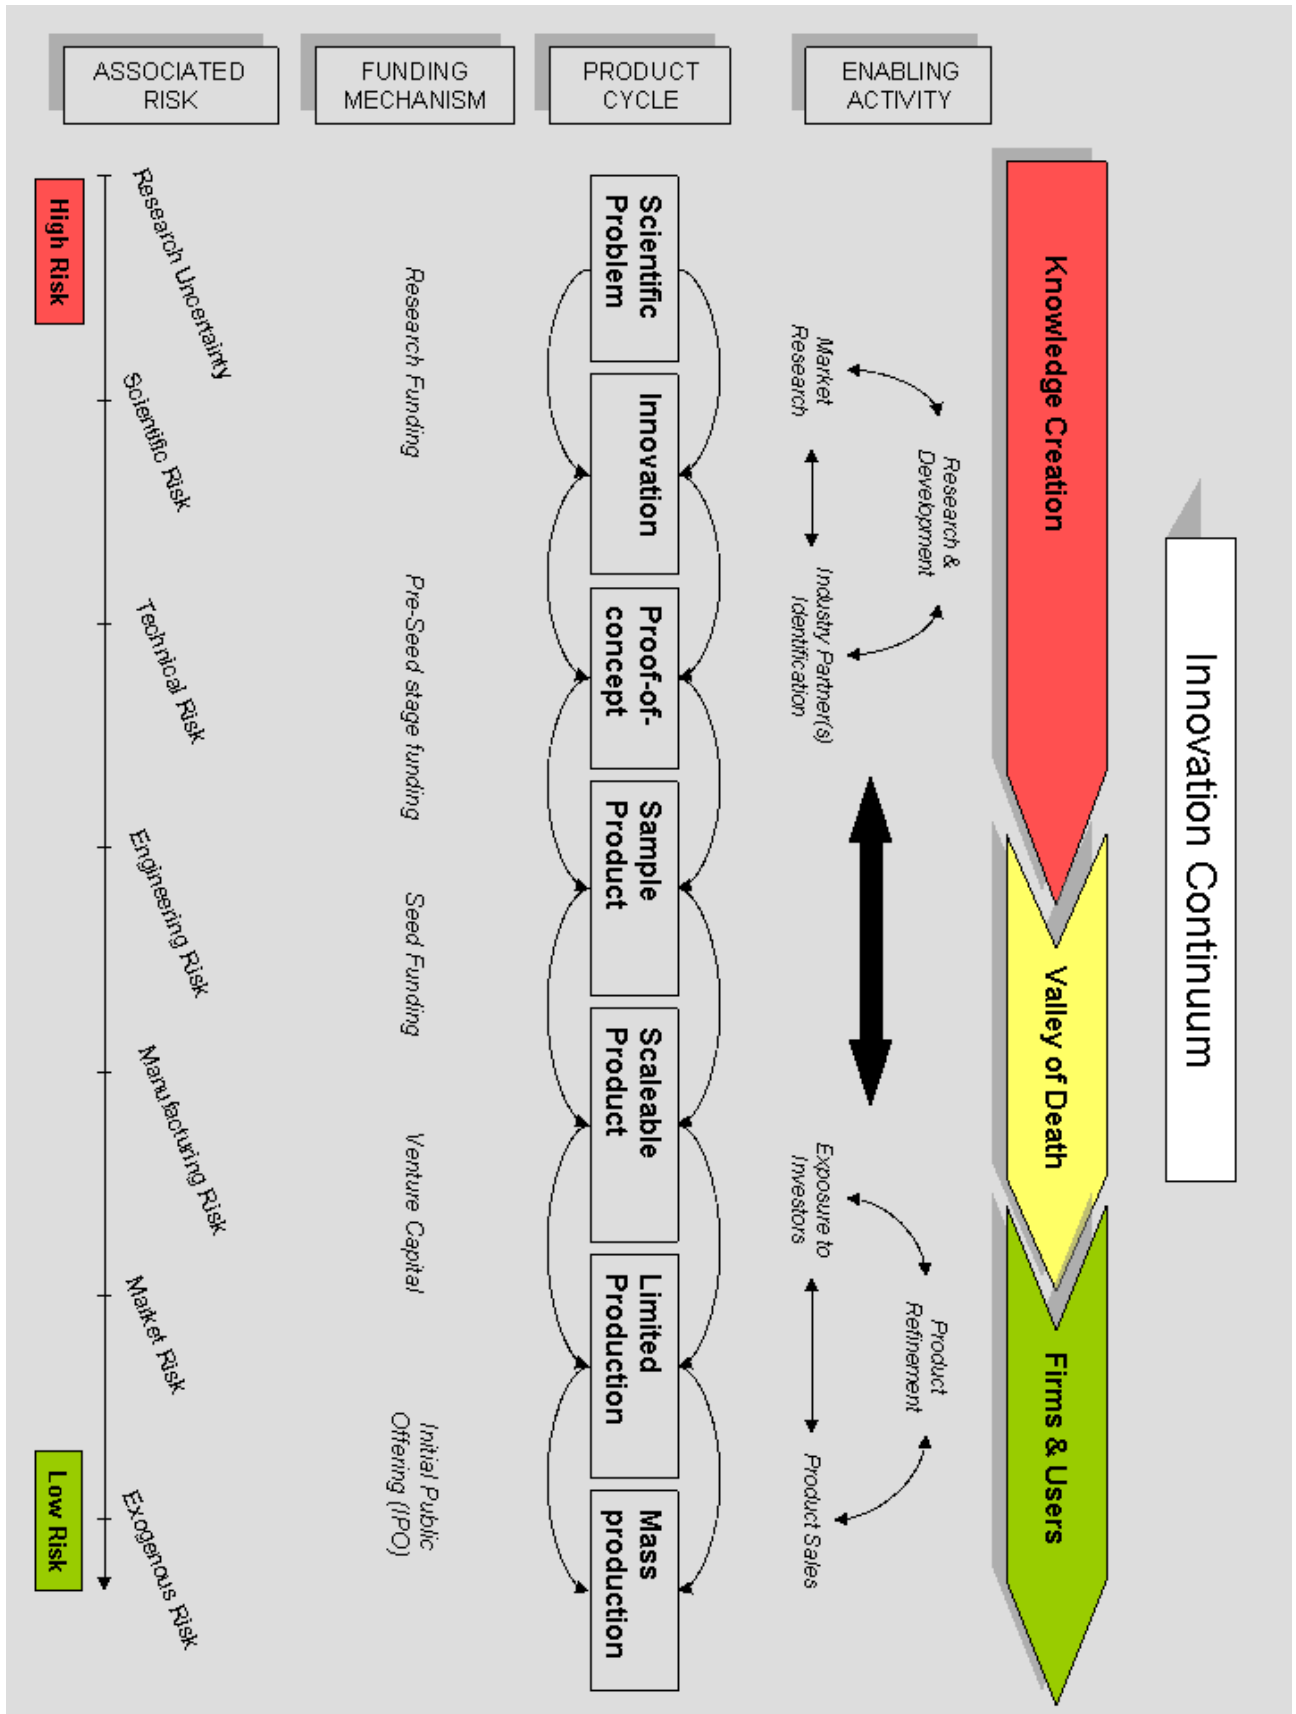 Innovation Continuum
Knowledge Creation
Valley of Death
Firms & Users
ENABLING
ACTIVITY
Research &
Development
Market
Research
Industry Partner(s)
Identification
Product
Refinement
Exposure to
Investors
Product Sales
PRODUCT
CYCLE
Scientific
Problem
Innovation
Proof-of-
concept
Sample
Product
Scaleable
Product
Limited
Production
Mass
production
FUNDING
MECHANISM
Research Funding
Pre-Seed stage funding
Seed Funding
Venture Capital
Initial Public
Offering (IPO)
ASSOCIATED
RISK
Research Uncertainty
Scientific Risk
Technical Risk
Engineering Risk
Manufacturing Risk
Market Risk
Exogenous Risk
High Risk
Low Risk